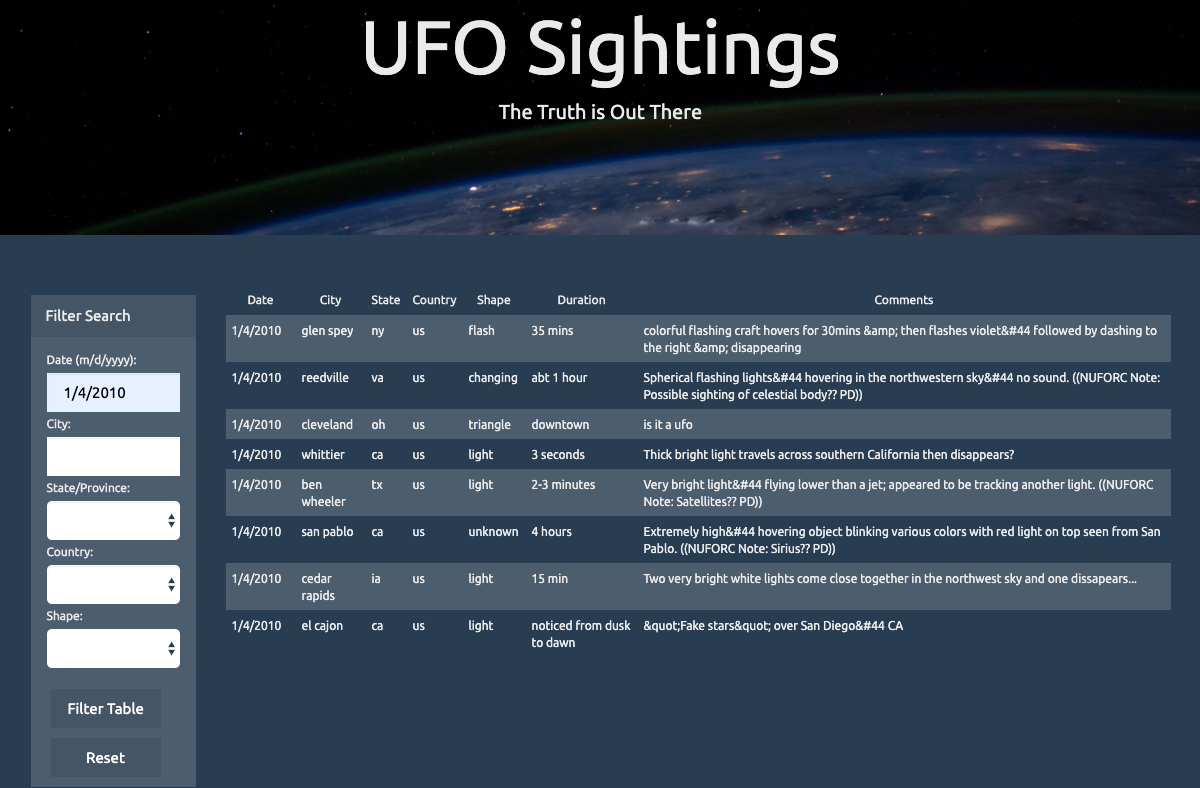 UFO Sightings
The Truth is Out There
Filter Search
Date (m/d/yyyy):
1/4/2010
City:
State/Province:
Country:
Shape:
Filter Table
Reset
Date City State Country Shape Duration Comments
1/4/2010 glen spey ny us flash 35 mins colorful flashing craft hovers for 30mins &amp; then flashes violet&#44 followed by dashing to
the right &amp; disappearing
1/4/2010 reedville va us changing abt 1 hour Spherical flashing lights&#44 hovering in the northwestern sky&#44 no sound. ((NUFORC Note:
Possible sighting of celestial body?? PD))
1/4/2010 cleveland oh us triangle downtown is it a ufo
1/4/2010 whittier ca us light 3 seconds Thick bright light travels across southern California then disappears?
1/4/2010 ben tx us light 2-3 minutes Very bright light&#44 flying lower than a jet; appeared to be tracking another light. ((NUFORC
wheeler Note: Satellites?? PD))
1/4/2010 san pablo ca us unknown 4 hours Extremely high&#44 hovering object blinking various colors with red light on top seen from San
Pablo. ((NUFORC Note: Sirius?? PD))
1/4/2010 cedar ia us light 15 min Two very bright white lights come close together in the northwest sky and one dissapears...
rapids
1/4/2010 el cajon ca us light noticed from dusk &quot;Fake stars&quot; over San Diego&#44 CA
to dawn